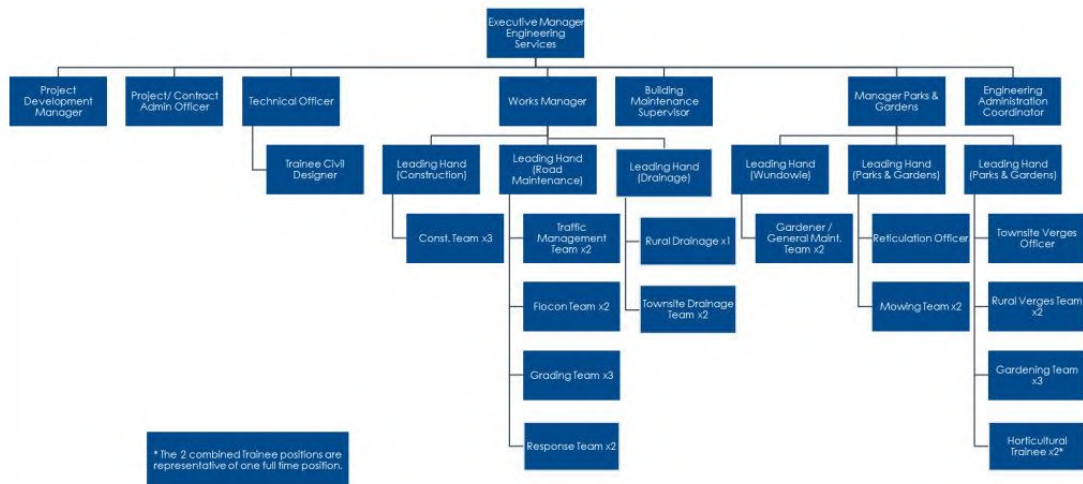 Executive Manager
Engineering
Services
Project
Development
Manager
Project/ Contract
Admin Officer
Technical Officer
Works Manager
Building
Maintenance
Supervisor
Manager Parks &
Gardens
Engineering
Administration
Coordinator
Trainee Civil
Designer
Leading Hand
(Construction)
Leading Hand
(Road
Maintenance)
Leading Hand
(Drainage)
Leading Hand
(Wundowie)
Leading Hand
(Parks & Gardens)
Leading Hand
(Parks & Gardens)
Const. Team x3
Traffic
Management
Team x2
Rural Drainage x1
Gardener /
General Maint.
Team x2
Reticulation Officer
Townsite Verges
Officer
Flocon Team x2
Townsite Drainage
Team x2
Mowing Team x2
Rural Verges Team
x2
Grading Team x3
Gardening Team
x3
Response Team x2
Horticultural
Trainee x2*
* The 2 combined Trainee positions are
representative of one full time position.